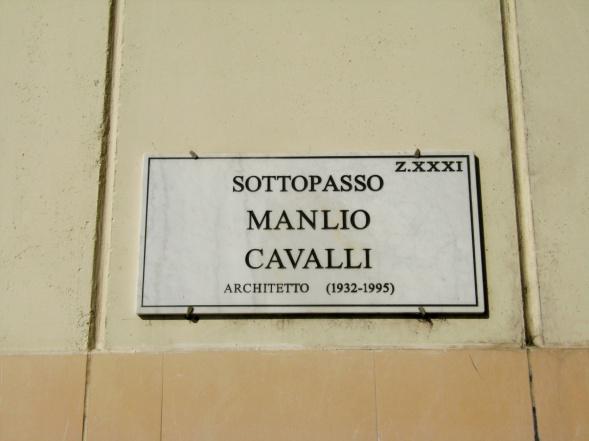 Z.XXXI
SOTTOPASSO
MANLIO
CAVALLI
ARCHITETTO (1932-1995)